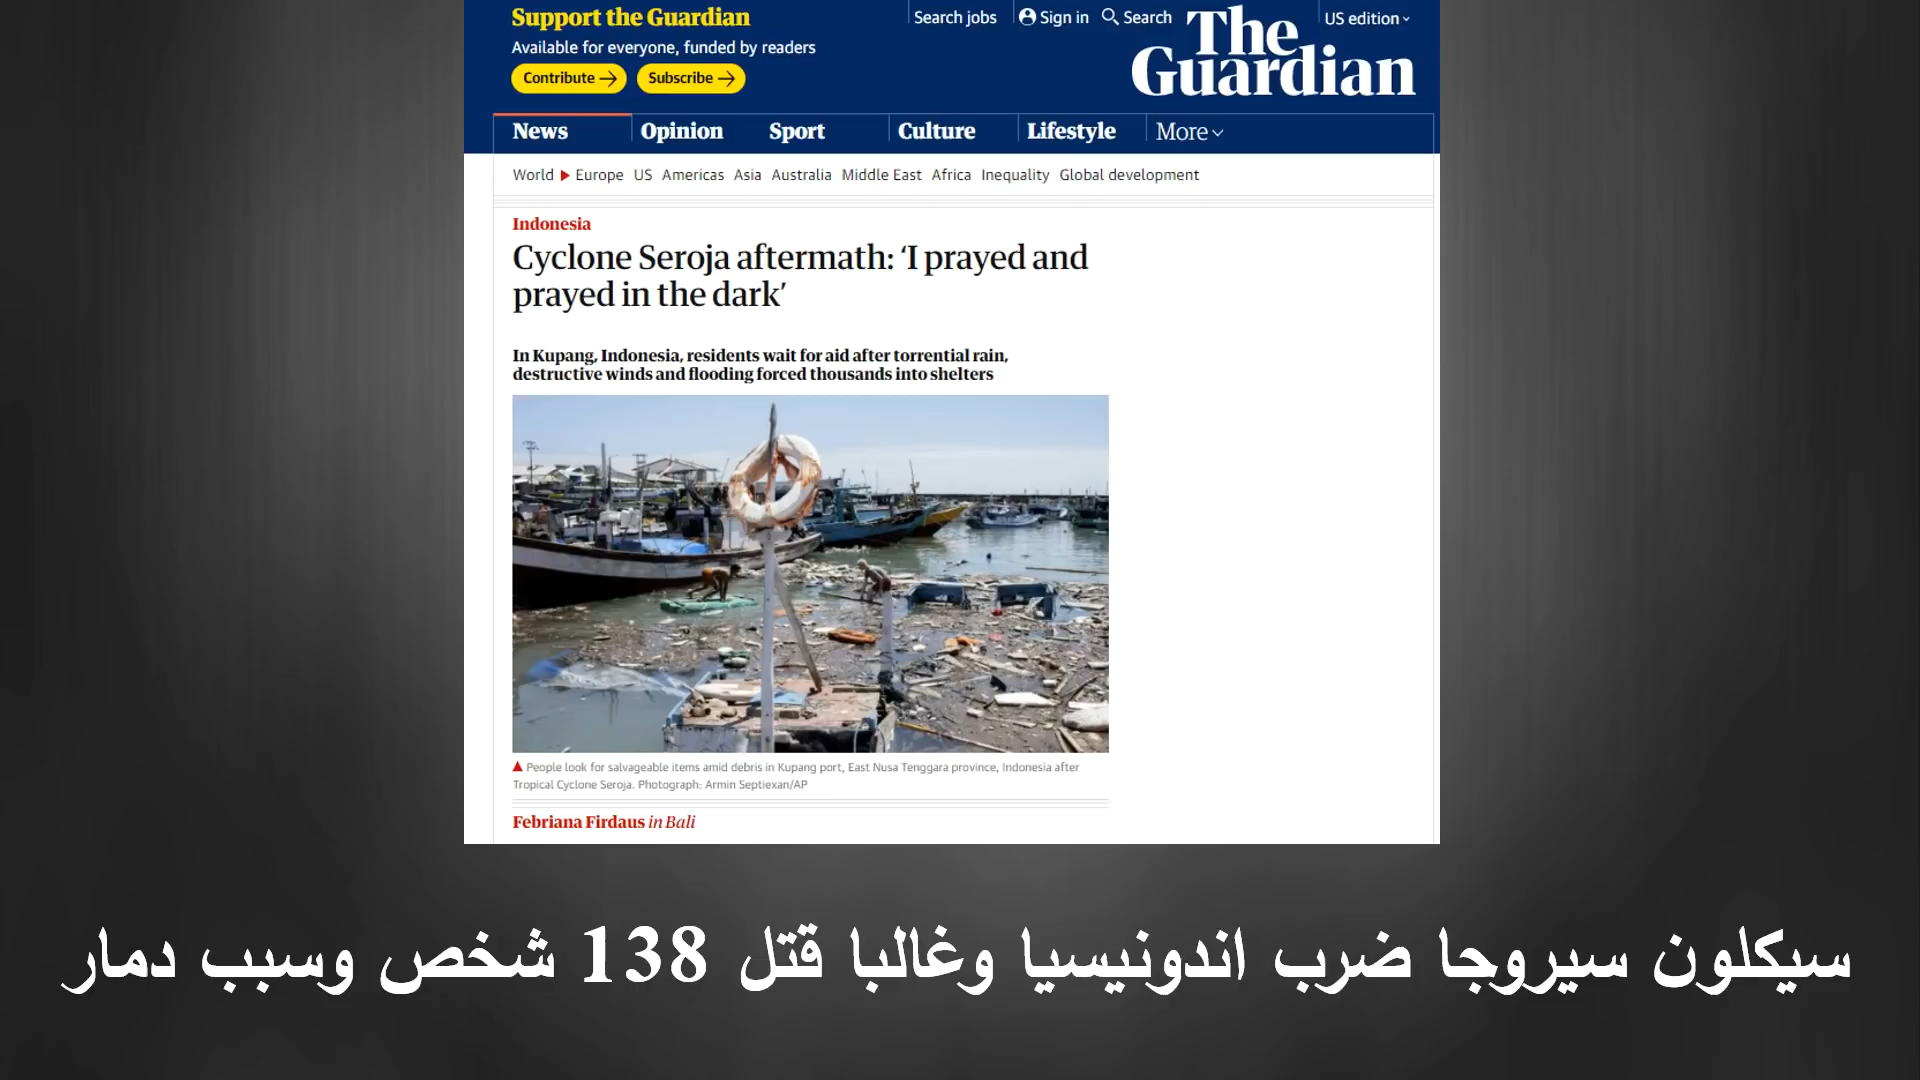 Support the Guardian
Available for everyone, funded by readers
Contribute →
Subscribe →
Search jobs
Sign in
Search
US edition
The
Guardian
News
Opinion
Sport
Culture
Lifestyle
More
World
Europe
US
Americas
Asia
Australia
Middle East
Africa
Inequality
Global development
Indonesia
Cyclone Seroja aftermath: ‘I prayed and
prayed in the dark’
In Kupang, Indonesia, residents wait for aid after torrential rain,
destructive winds and flooding forced thousands into shelters
People look for salvageable items amid debris in Kupang port, East Nusa Tenggara province, Indonesia after
Tropical Cyclone Seroja. Photograph: Armin Septiexan/AP
Febriana Firdaus in Bali
سيكلون سيروجا ضرب اندونيسيا وغالبا قتل 138 شخص وسبب دمار